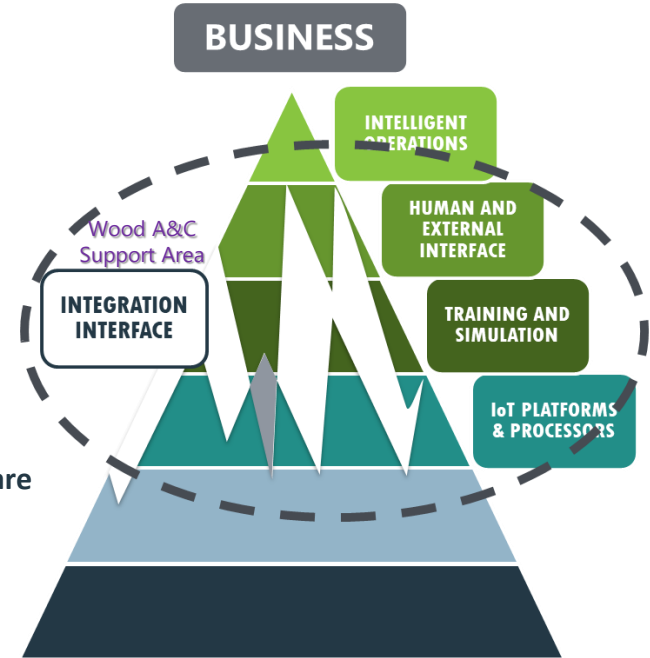 BUSINESS
INTELLIGENT
OPERATIONS
HUMAN AND
EXTERNAL
INTERFACE
Wood A&C
Support Area
INTEGRATION
INTERFACE
TRAINING AND
SIMULATION
IoT PLATFORMS
& PROCESSORS
are